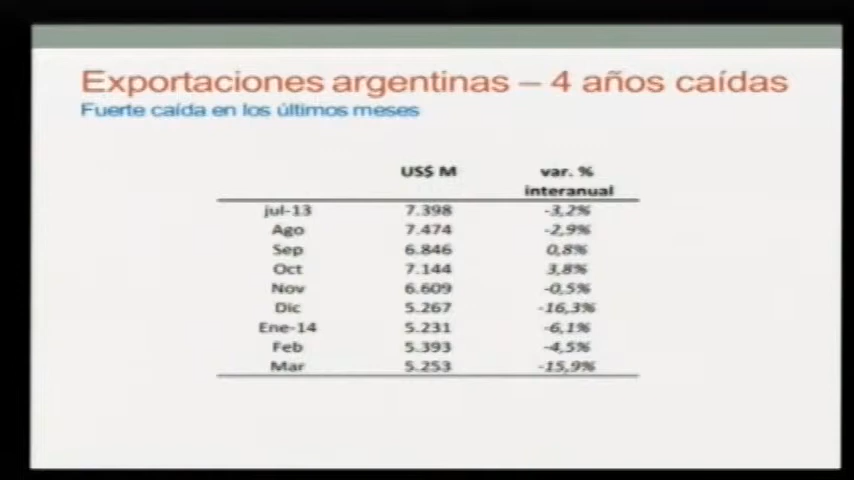 Exportaciones argentinas – 4 años caídas
Fuerte caída en los últimos meses
US$ M var. %
interanual
jul-13 7.398 -3,2%
Ago 7.474 -2,9%
Sep 6.846 0,8%
Oct 7.144 3,8%
Nov 6.609 -0,5%
Dic 5.267 -16,3%
Ene-14 5.231 -6,1%
Feb 5.393 -4,5%
Mar 5.253 -15,9%